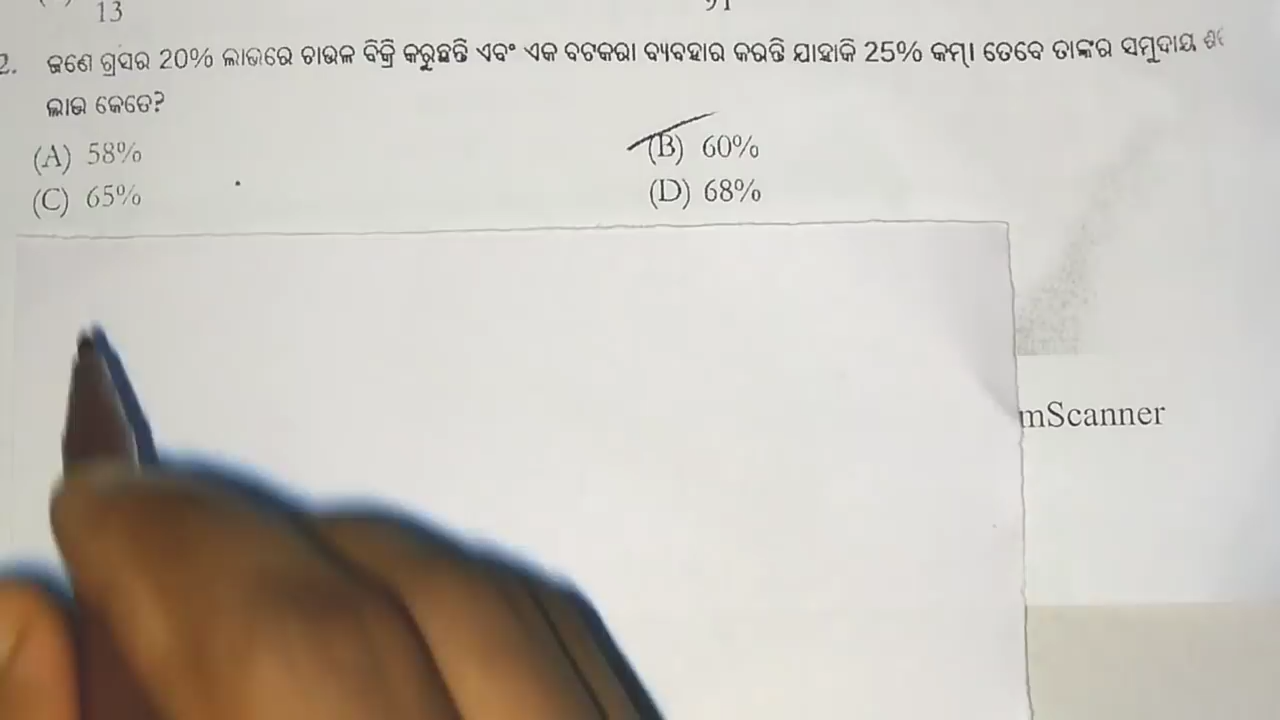 13
2. ଜଣେ ଗ୍ରସର 20% ଲାଭରେ ଚାଉଳ ବିକ୍ରି କରୁଛନ୍ତି ଏବଂ ଏକ ବଟକରା ବ୍ୟବହାର କରନ୍ତି ଯାହାକି 25% କମ୍। ତେବେ ତାଙ୍କର ସମୁଦାୟ
ଲାଭ କେତେ?
(A) 58% (B) 60%
(C) 65% (D) 68%
mScanner